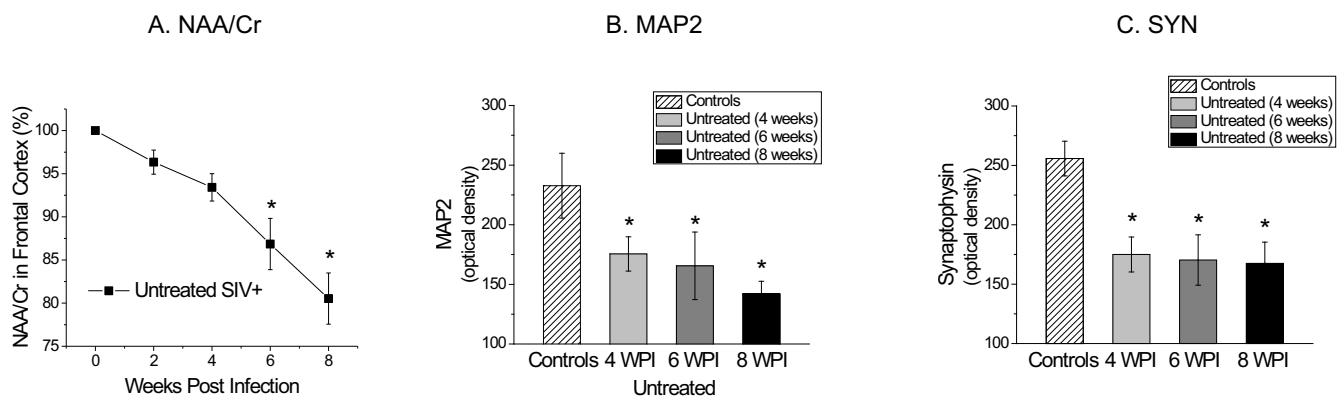 A. NAA/Cr
NAA/Cr in Frontal Cortex (%)
100
95
90
85
80
75
*
*
Untreated SIV+
0 2 4 6 8
Weeks Post Infection
B. MAP2
Controls
Untreated (4 weeks)
Untreated (6 weeks)
Untreated (8 weeks)
MAP2
(optical density)
300
250
200
150
100
* * *
Controls 4 WPI 6 WPI 8 WPI
Untreated
C. SYN
Controls
Untreated (4 weeks)
Untreated (6 weeks)
Untreated (8 weeks)
Synaptophysin
(optical density)
300
250
200
150
100
* * *
Controls 4 WPI 6 WPI 8 WPI